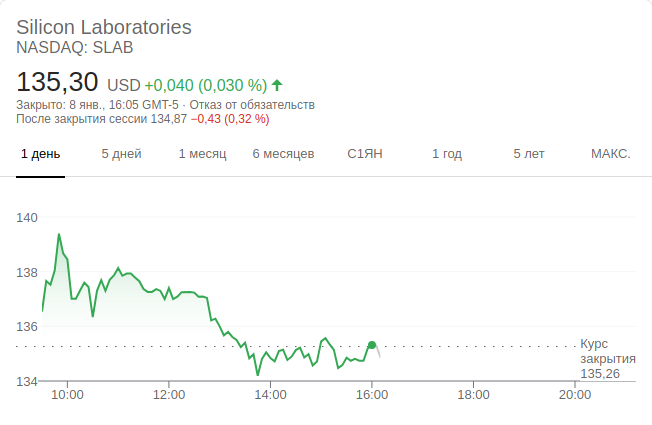 Silicon Laboratories
NASDAQ: SLAB
135,30 USD +0,040 (0,030 %)
Закрыто: 8 янв., 16:05 GMT-5 · Отказ от обязательств
После закрытия сессии 134,87 −0,43 (0,32 %)
1 день 5 дней 1 месяц 6 месяцев С1ЯН 1 год 5 лет МАКС.
140
138
136
Курс
закрытия
135,26
134
10:00 12:00 14:00 16:00 18:00 20:00